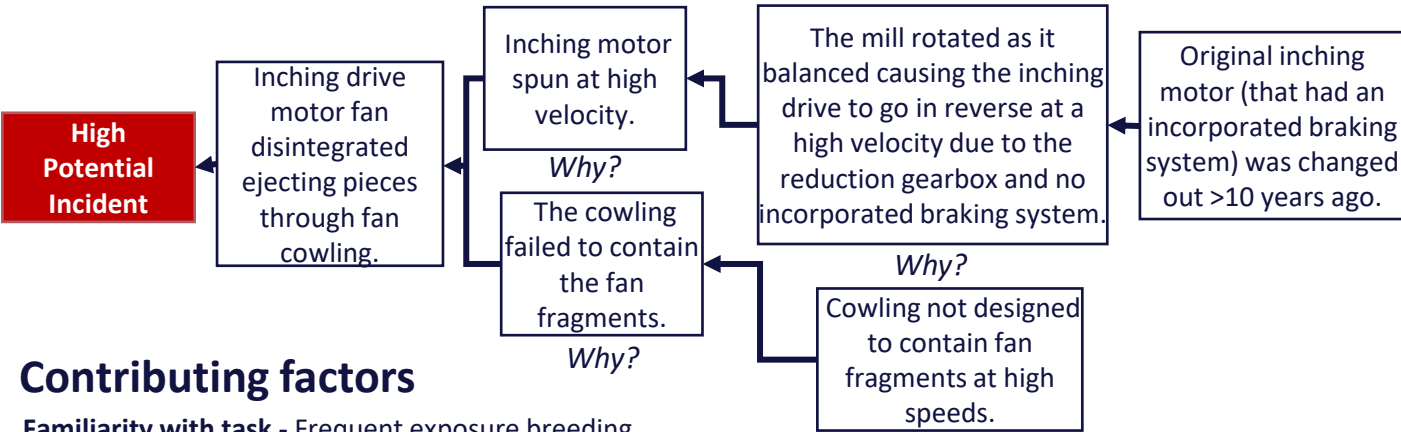 High
Potential
Incident
Inching drive
motor fan
disintegrated
ejecting pieces
through fan
cowling.
Inching motor
spun at high
velocity.
Why?
The cowling
failed to contain
the fan
fragments.
Why?
The mill rotated as it
balanced causing the inching
drive to go in reverse at a
high velocity due to the
reduction gearbox and no
incorporated braking system.
Why?
Cowling not designed
to contain fan
fragments at high
speeds.
Original inching
motor (that had an
incorporated braking
system) was changed
out >10 years ago.
Contributing factors
Familiarity with task - Frequent exposure breeding